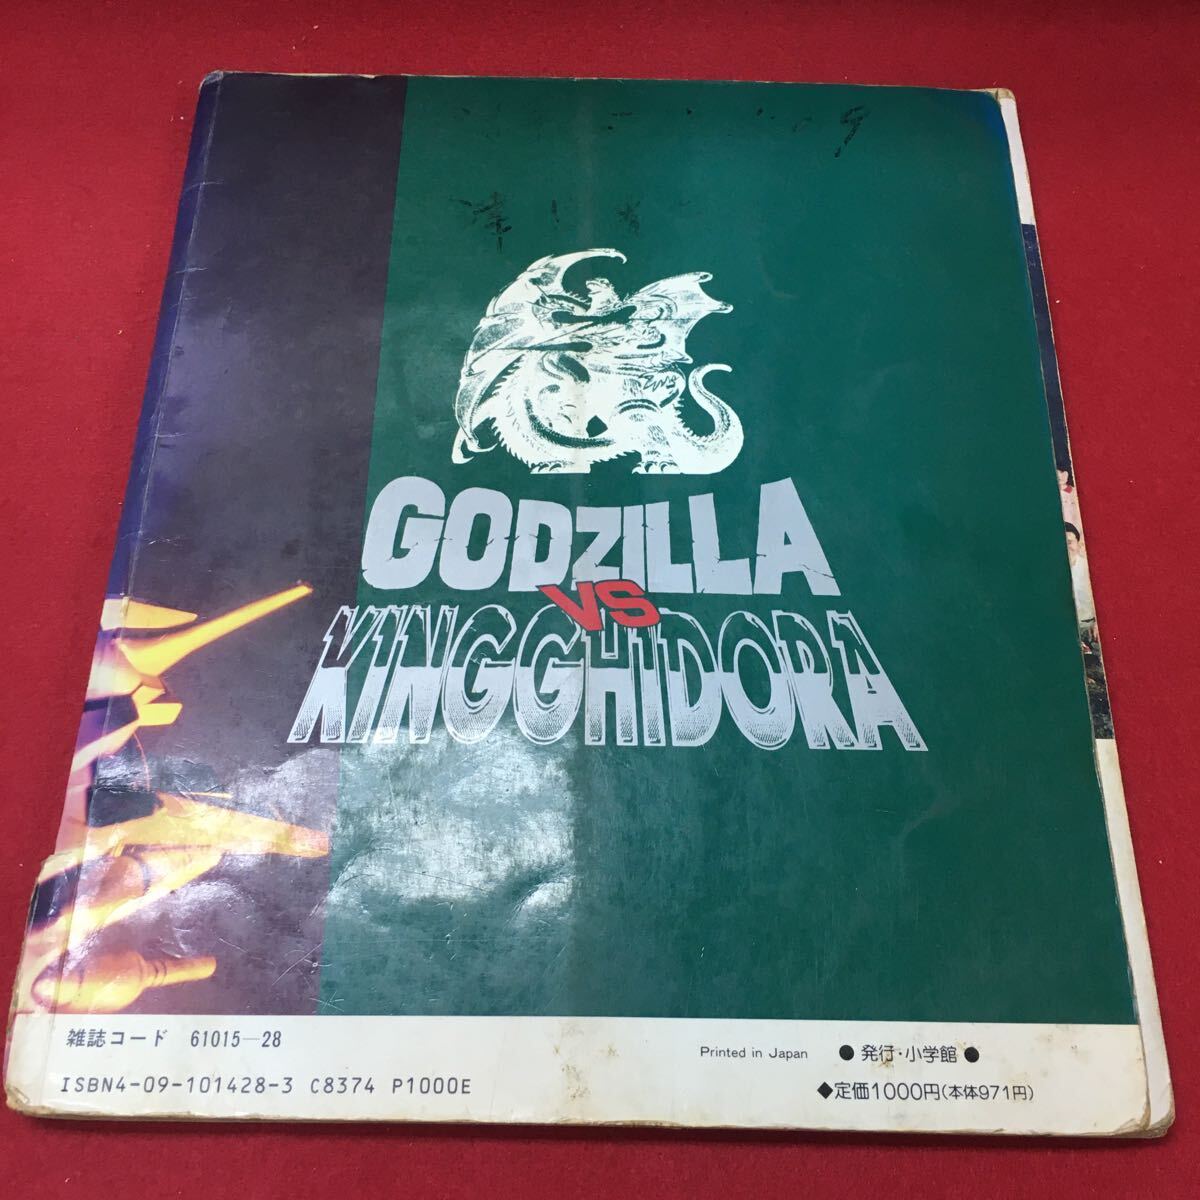 GODZILLA
VS
KINGGHIDORA
雑誌コード 61015-28
ISBN4-09-101428-3 C8374 P1000E
Printed in Japan ●発行・小学館●
◆定価1000円(本体971円)